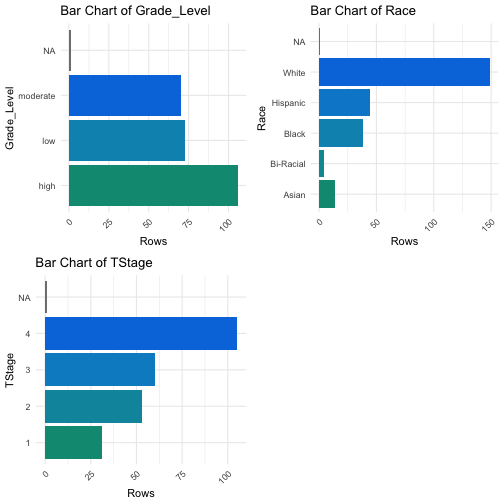 Bar Chart of Grade_Level
Grade_Level
NA
moderate
low
high
0
25
50
75
100
Rows
Bar Chart of Race
Race
NA
White
Hispanic
Black
Bi-Racial
Asian
0
50
100
150
Rows
Bar Chart of TStage
TStage
NA
4
3
2
1
0
25
50
75
100
Rows